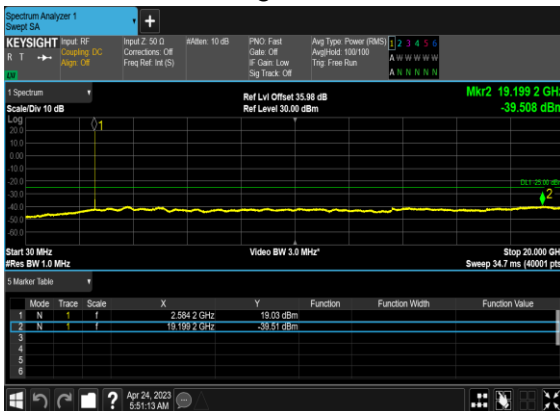 Spectrum Analyzer 1
Swept SA
KEYSIGHT
R T
LV
Input: RF
Coupling: DC
Align: Off
Input Z: 50 Ω
Corrections: Off
Freq Ref: Int (S)
#Atten: 10 dB
PNO: Fast
Gate: Off
IF Gain: Low
Sig Track: Off
Avg Type: Power (RMS)
Avg|Hold: 100/100
Trig: Free Run
1 2 3 4 5 6
A W W W W W
A N N N N N
1 Spectrum
Scale/Div 10 dB
Ref Lvl Offset 35.98 dB
Ref Level 30.00 dBm
Mkr2 19.199 2 GHz
-39.508 dBm
Log
20.0
10.0
0.00
-10.0
-20.0
-30.0
-40.0
-50.0
-60.0
1
DL1 -25.00 dBm
2
Start 30 MHz
#Res BW 1.0 MHz
Video BW 3.0 MHz*
Stop 20.000 GH
Sweep 34.7 ms (40001 pts
5 Marker Table
Mode Trace Scale X Y Function Function Width Function Value
1 N 1 f 2.584 2 GHz 19.03 dBm
2 N 1 f 19.199 2 GHz -39.51 dBm
3
4
5
6
?
Apr 24, 2023
5:51:13 AM